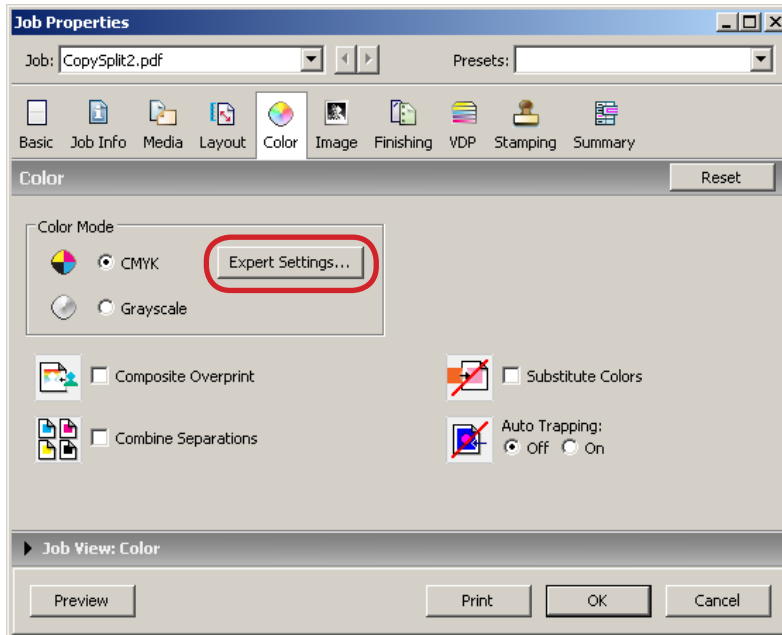 Job Properties
Job: CopySplit2.pdf Presets:
Basic Job Info Media Layout Color Image Finishing VDP Stamping Summary
Color Reset
Color Mode
CMYK Expert Settings...
Grayscale
Composite Overprint Substitute Colors
Combine Separations Auto Trapping:
Off On
Job View: Color
Preview Print OK Cancel